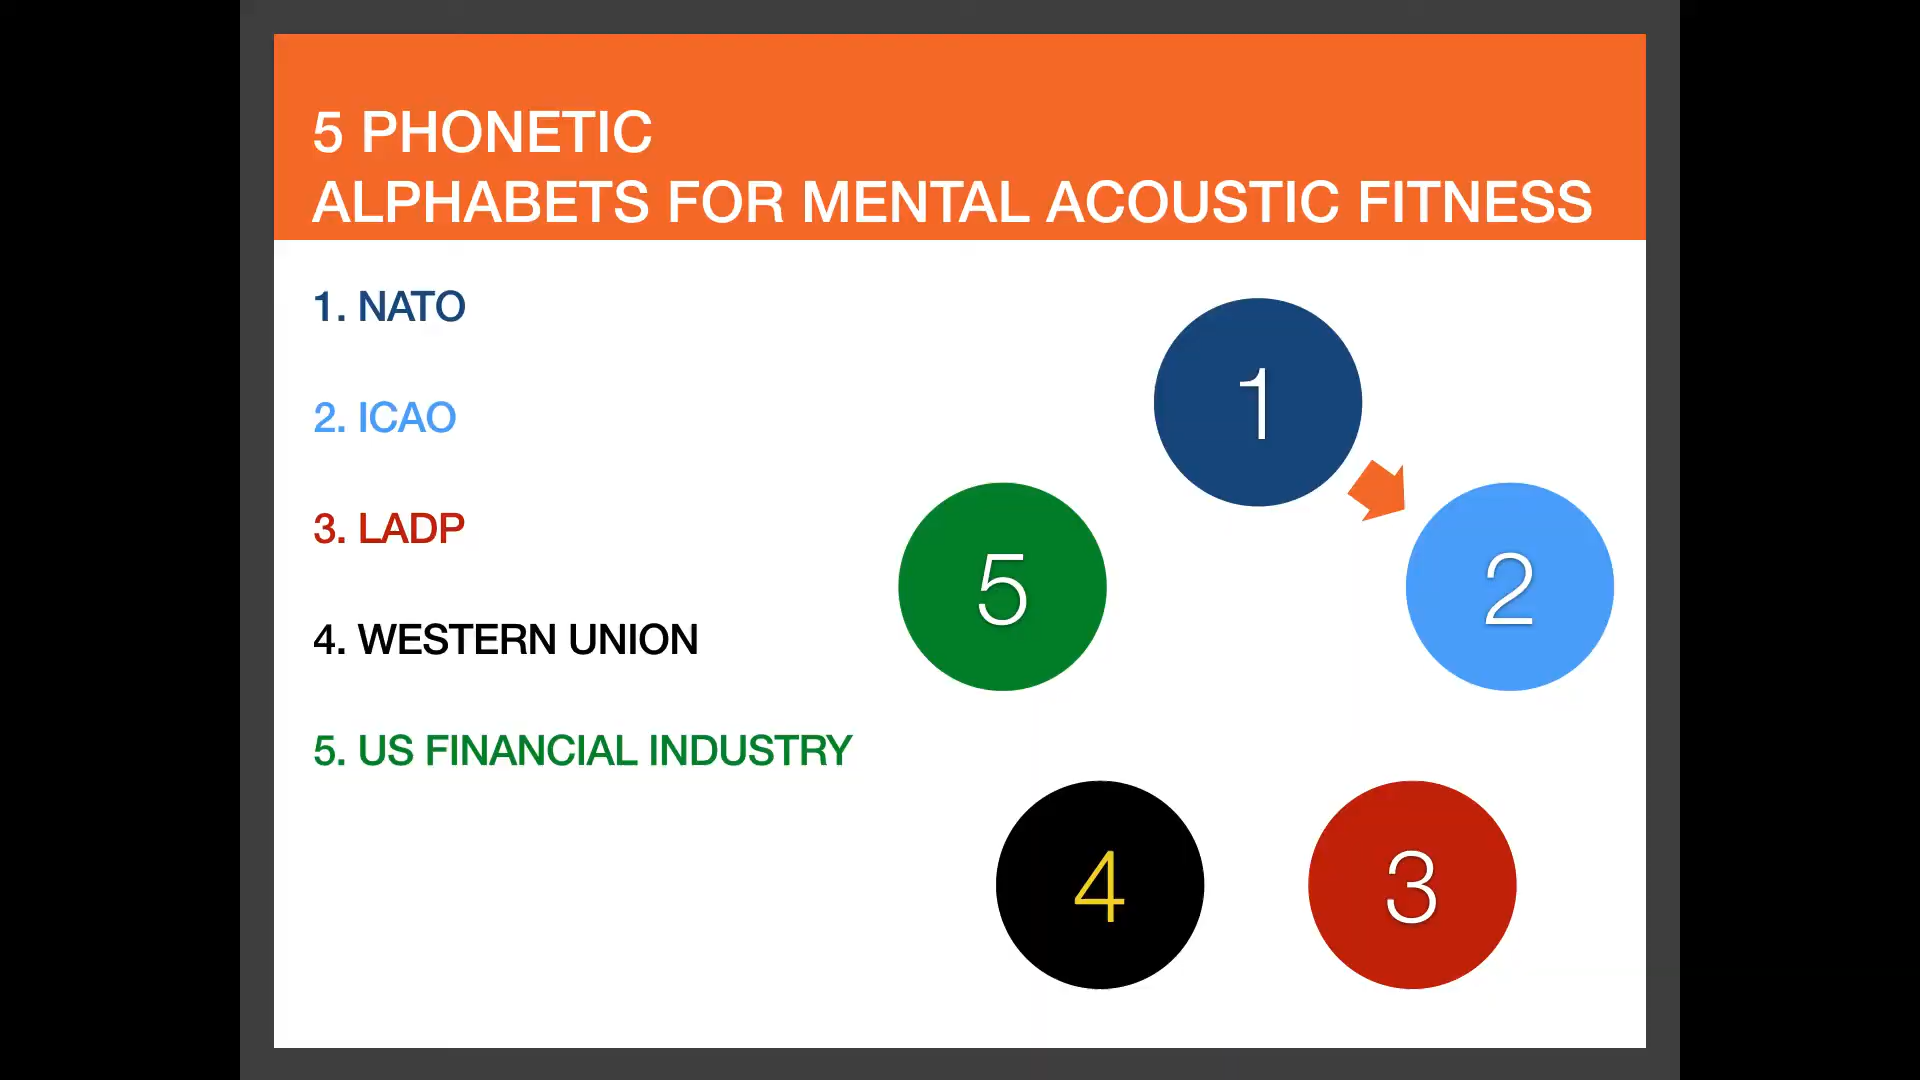 5 PHONETIC
ALPHABETS FOR MENTAL ACOUSTIC FITNESS
1. NATO
2. ICAO
3. LADP
4. WESTERN UNION
5. US FINANCIAL INDUSTRY
1
2
3
4
5